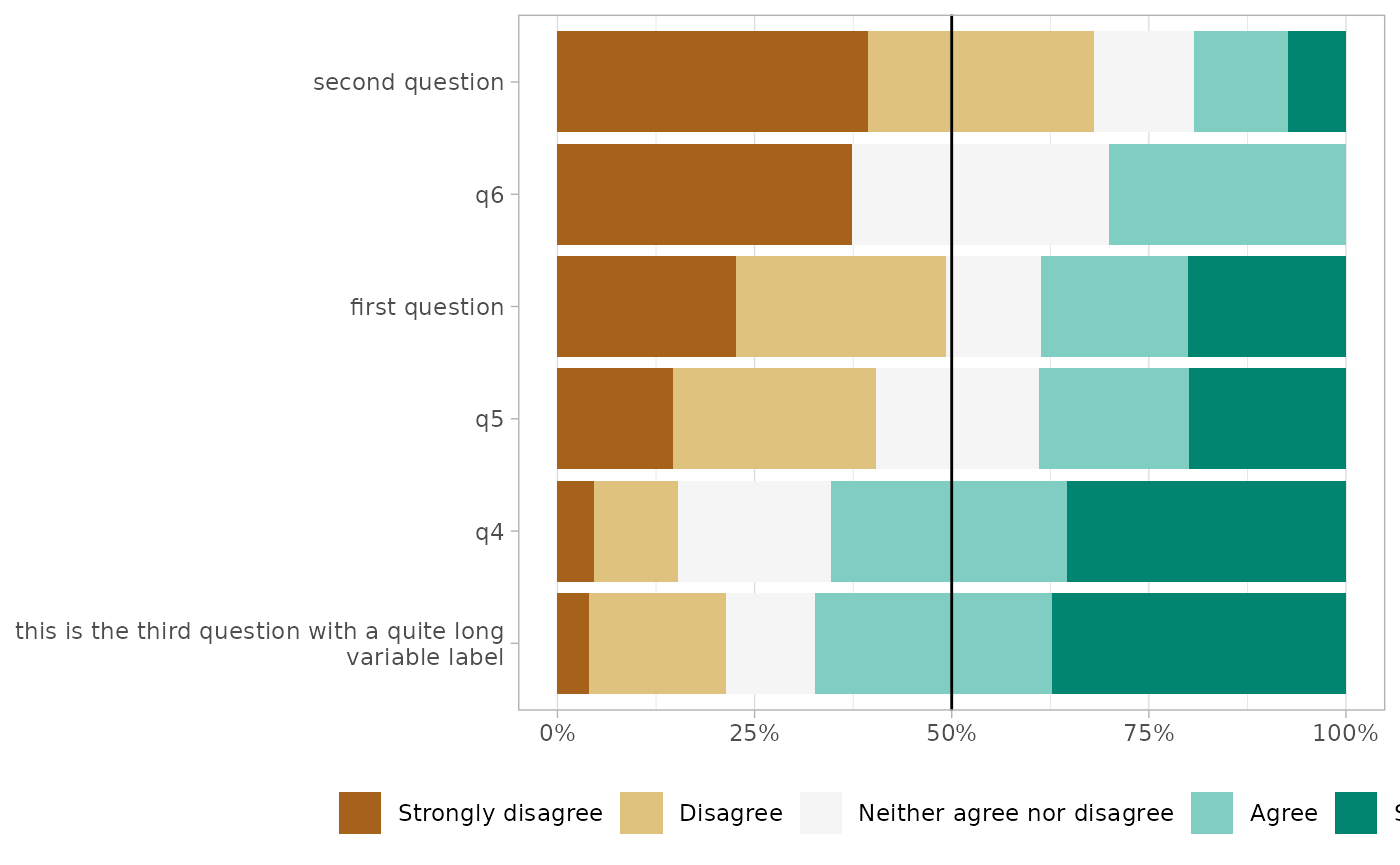 second question
q6
first question
q5
q4
this is the third question with a quite long
variable label
0% 25% 50% 75% 100%
Strongly disagree Disagree Neither agree nor disagree Agree